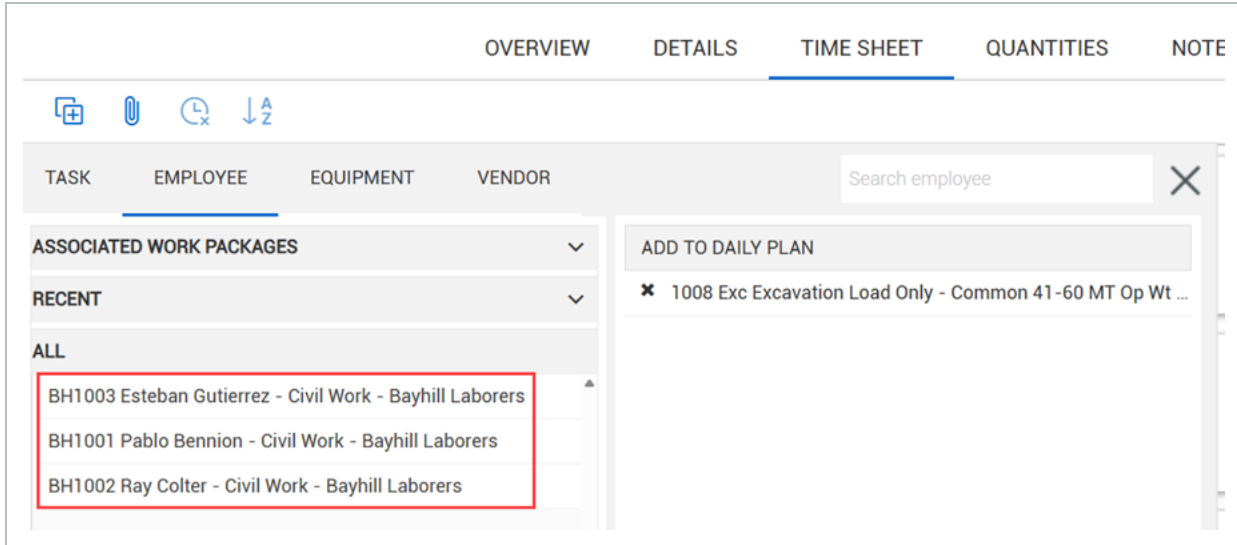 OVERVIEW DETAILS TIME SHEET QUANTITIES NOTE
TASK EMPLOYEE EQUIPMENT VENDOR Search employee
ASSOCIATED WORK PACKAGES
RECENT
ALL
BH1003 Esteban Gutierrez - Civil Work - Bayhill Laborers
BH1001 Pablo Bennion - Civil Work - Bayhill Laborers
BH1002 Ray Colter - Civil Work - Bayhill Laborers
ADD TO DAILY PLAN
1008 Exc Excavation Load Only - Common 41-60 MT Op Wt ...